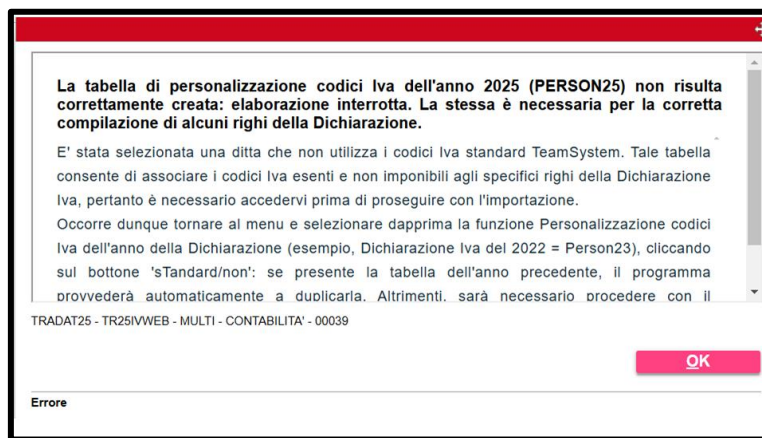 La tabella di personalizzazione codici Iva dell'anno 2025 (PERSON25) non risulta
correttamente creata: elaborazione interrotta. La stessa è necessaria per la corretta
compilazione di alcuni righi della Dichiarazione.
E' stata selezionata una ditta che non utilizza i codici Iva standard TeamSystem. Tale tabella
consente di associare i codici Iva esenti e non imponibili agli specifici righi della Dichiarazione
Iva, pertanto è necessario accedervi prima di proseguire con l'importazione.
Occorre dunque tornare al menu e selezionare dapprima la funzione Personalizzazione codici
Iva dell'anno della Dichiarazione (esempio, Dichiarazione Iva del 2022 = Person23), cliccando
sul bottone 'sTandard/non': se presente la tabella dell'anno precedente, il programma
provvederà automaticamente a duplicarla. Altrimenti, sarà necessario procedere con il
TRADAT25 - TR25IVWEB - MULTI - CONTABILITA' - 00039
OK
Errore